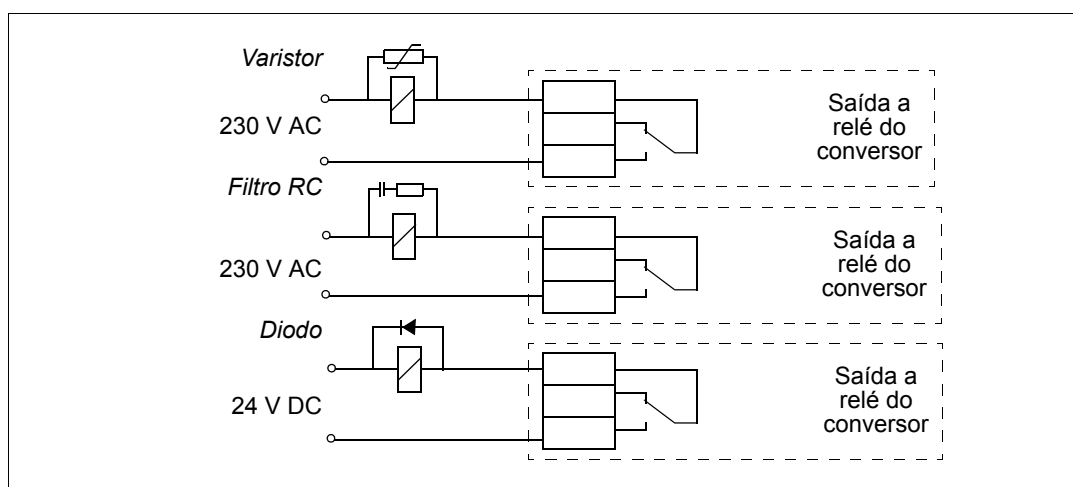 Varistor
230 V AC
Saída a
relé do
conversor
Filtro RC
230 V AC
Saída a
relé do
conversor
Diodo
24 V DC
Saída a
relé do
conversor